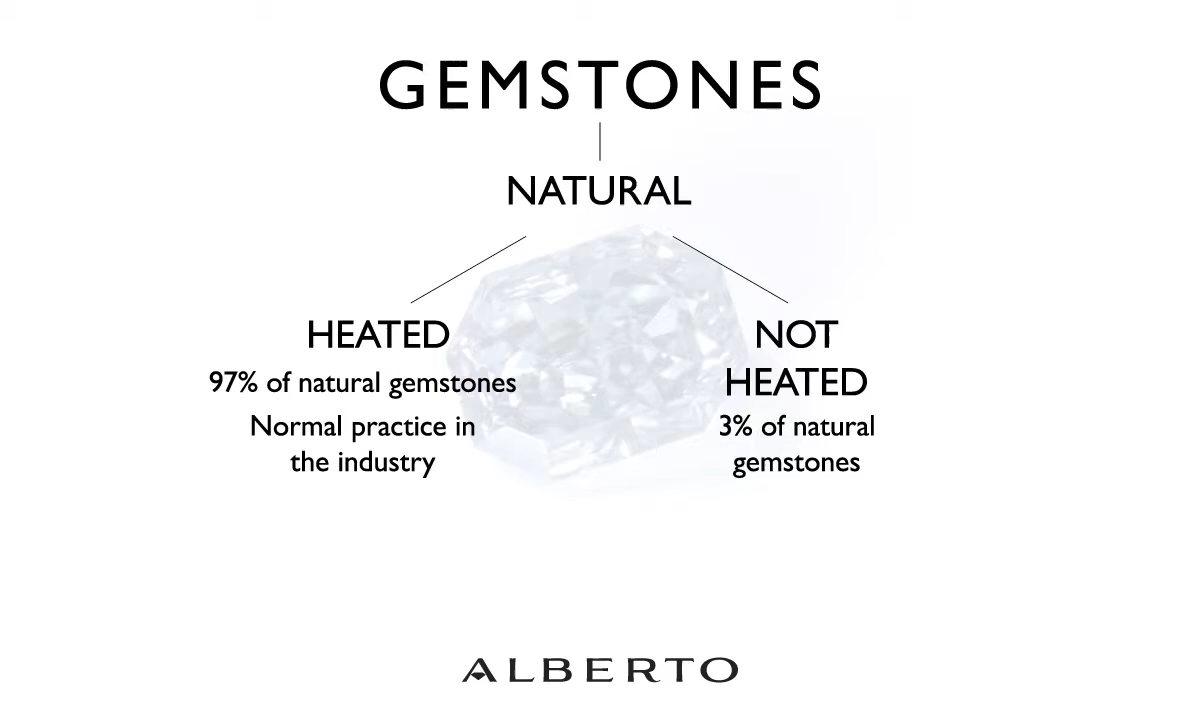 GEMSTONES
NATURAL
HEATED
97% of natural gemstones
Normal practice in
the industry
NOT
HEATED
3% of natural
gemstones
ALBERTO